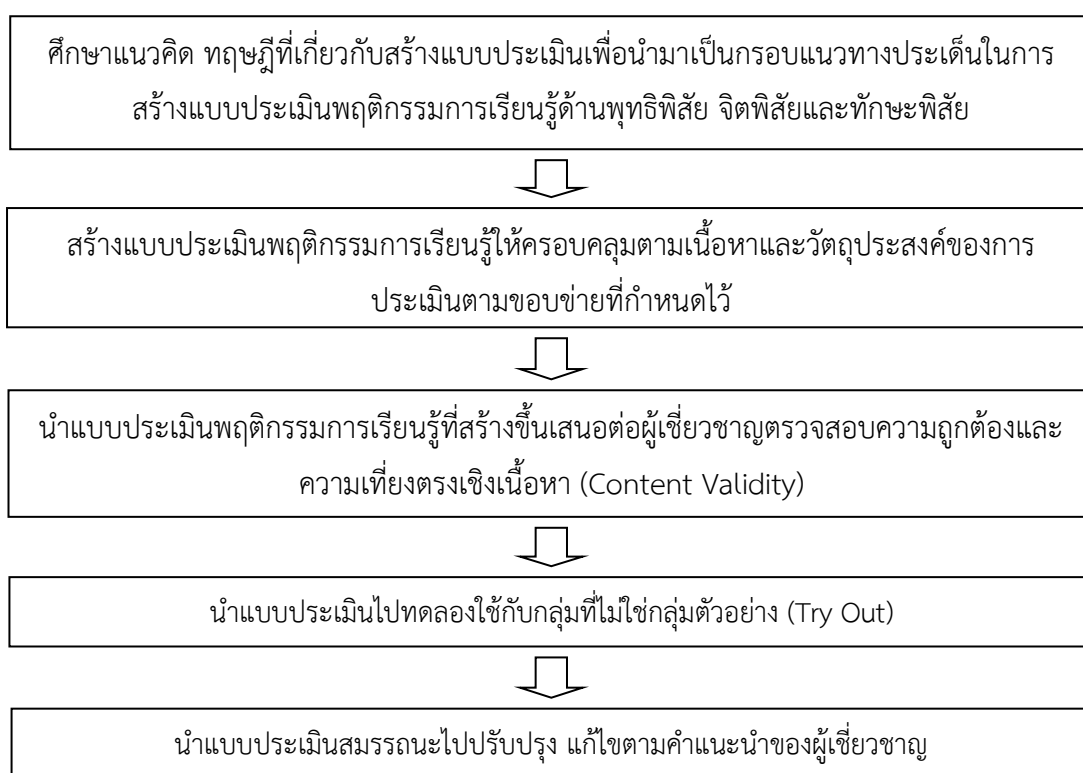 ศึกษาแนวคิด ทฤษฎีที่เกี่ยวกับสร้างแบบประเมินเพื่อนำมาเป็นกรอบแนวทางประเด็นในการ
สร้างแบบประเมินพฤติกรรมการเรียนรู้ด้านพุทธิพิสัย จิตพิสัยและทักษะพิสัย
สร้างแบบประเมินพฤติกรรมการเรียนรู้ให้ครอบคลุมตามเนื้อหาและวัตถุประสงค์ของการ
ประเมินตามขอบข่ายที่กำหนดไว้
นำแบบประเมินพฤติกรรมการเรียนรู้ที่สร้างขึ้นเสนอต่อผู้เชี่ยวชาญตรวจสอบความถูกต้องและ
ความเที่ยงตรงเชิงเนื้อหา (Content Validity)
นำแบบประเมินไปทดลองใช้กับกลุ่มที่ไม่ใช่กลุ่มตัวอย่าง (Try Out)
นำแบบประเมินสมรรถนะไปปรับปรุง แก้ไขตามคำแนะนำของผู้เชี่ยวชาญ